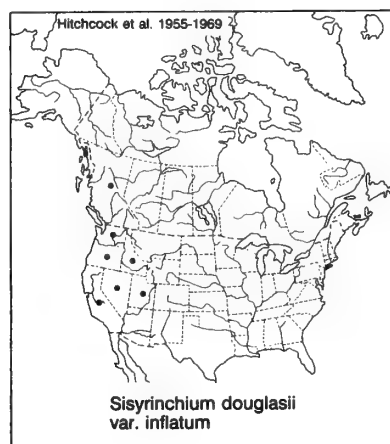 Hitchcock et al. 1955-1969
Sisyrinchium douglasii
var. inflatum